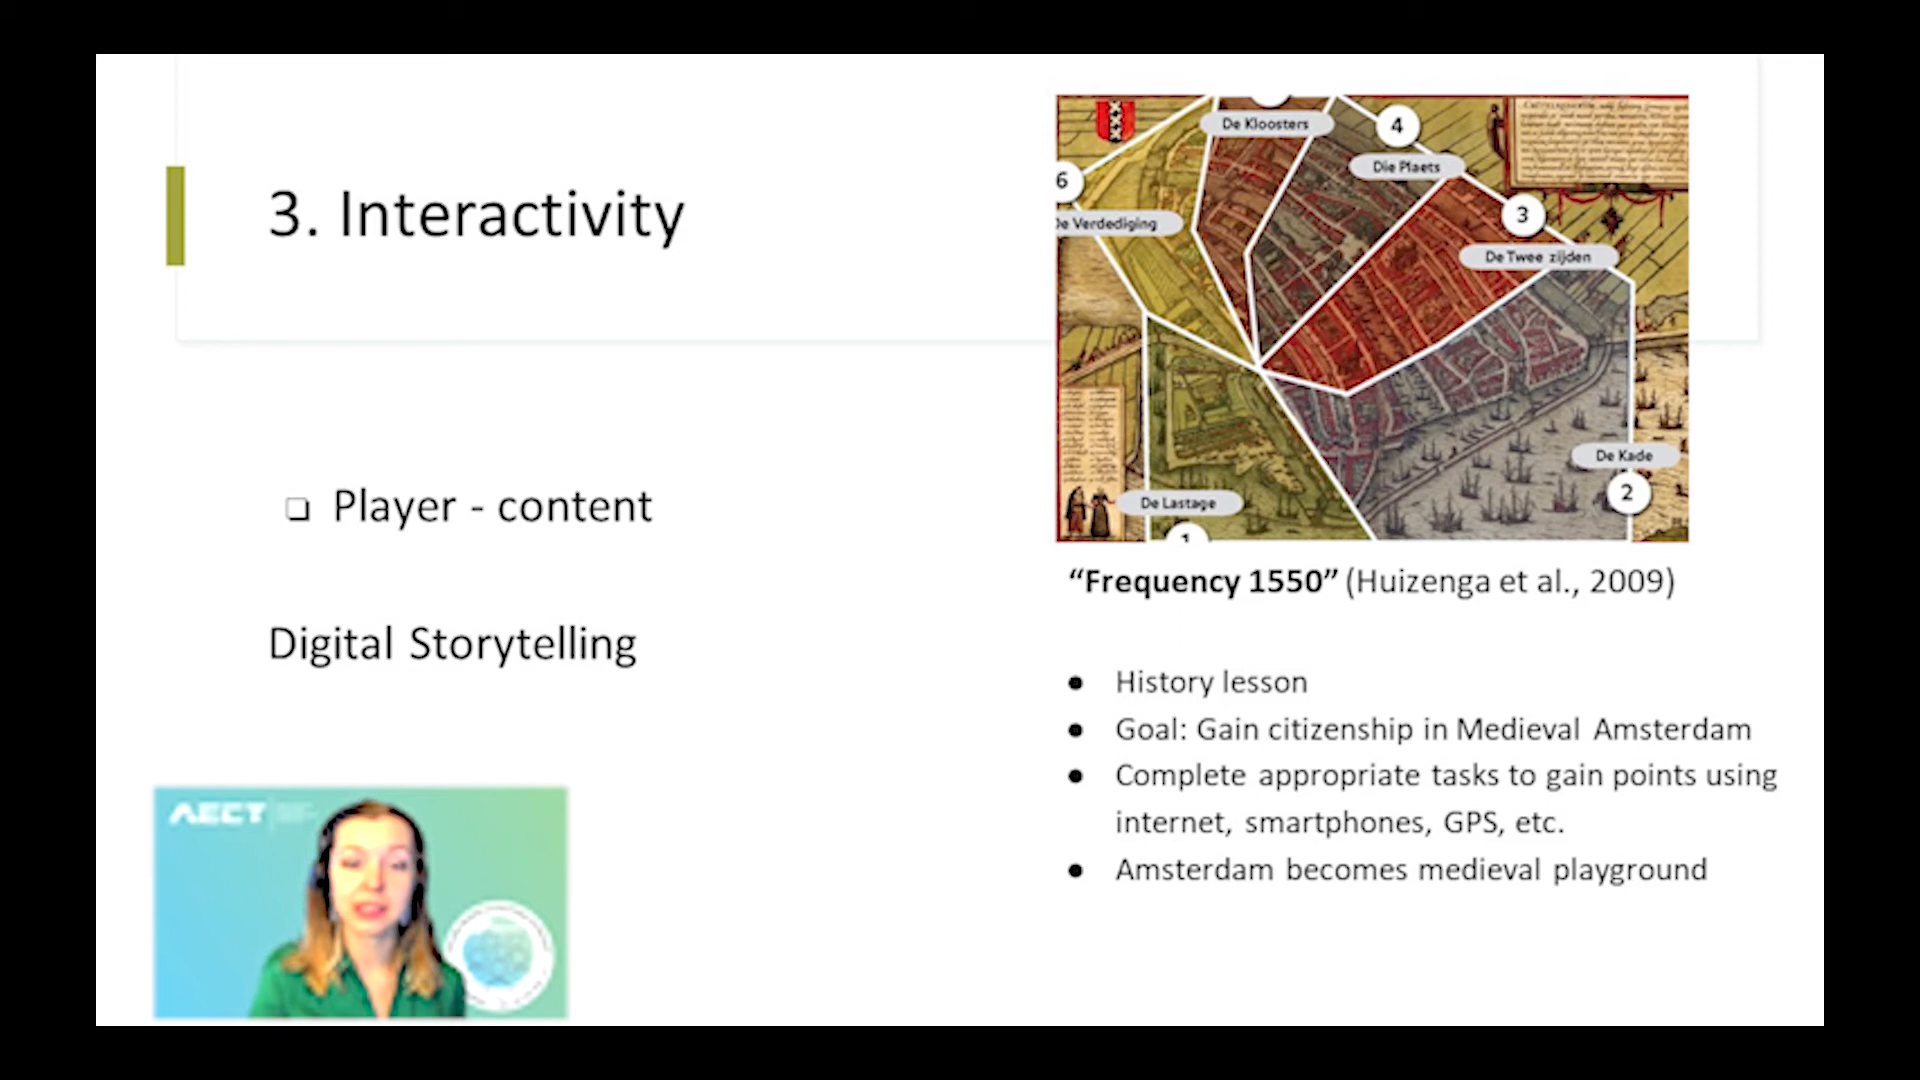 3. Interactivity
❑ Player - content
Digital Storytelling
De Kloosters
4
Die Plaets
6
De Verdediging
3
De Twee zijden
De Kade
2
De Lastage
1
“Frequency 1550” (Huizenga et al., 2009)
● History lesson
● Goal: Gain citizenship in Medieval Amsterdam
● Complete appropriate tasks to gain points using
internet, smartphones, GPS, etc.
● Amsterdam becomes medieval playground
AECT